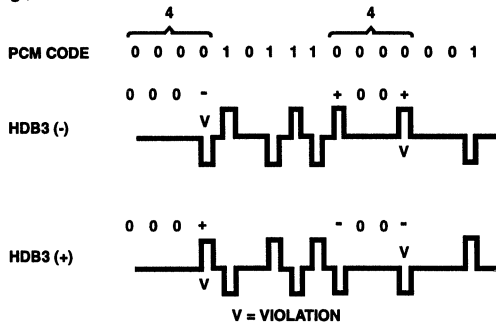 4 4
PCM CODE 0 0 0 0 1 0 1 1 1 0 0 0 0 0 0 1
0 0 0 - + 0 0 +
HDB3 (-) V
V
0 0 0 + - 0 0 -
HDB3 (+) V
V
V = VIOLATION